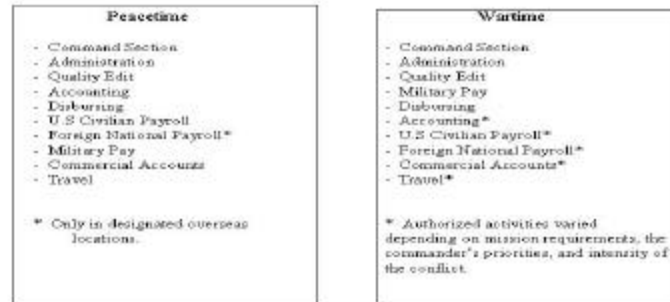 Peacetime
- Command Section
- Administration
- Quality Edit
- Accounting
- Disbursing
- U.S Civilian Payroll
- Foreign National Payroll*
- Military Pay
- Commercial Accounts
- Travel
* Only in designated overseas
locations.
Wartime
- Command Section
- Administration
- Quality Edit
- Military Pay
- Disbursing
- Accounting*
- U.S Civilian Payroll*
- Foreign National Payroll*
- Commercial Accounts*
- Travel*
* Authorized activities varied
depending on mission requirements, the
commander's priorities, and intensity of
the conflict.